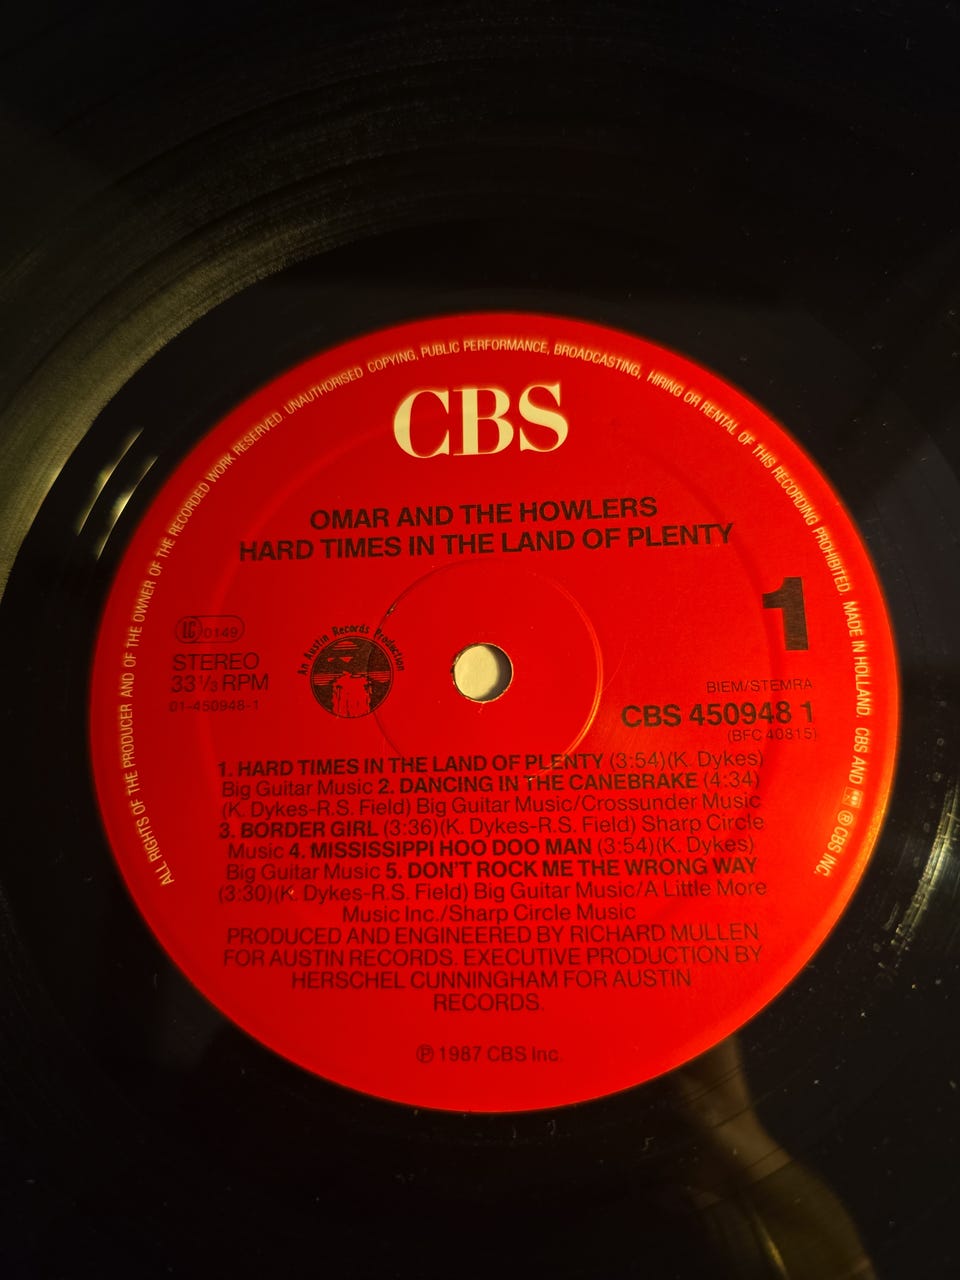 ALL RIGHTS OF THE PRODUCER AND OF THE OWNER OF THE RECORDED WORK RESERVED. UNAUTHORISED COPYING, PUBLIC PERFORMANCE, BROADCASTING, HIRING OR RENTAL OF THIS RECORDING PROHIBITED. MADE IN HOLLAND. CBS AND ® CBS INC.
CBS
OMAR AND THE HOWLERS
HARD TIMES IN THE LAND OF PLENTY
1
LC 0149
STEREO
33⅓ RPM
01-450948-1
An Austin Records Production
BIEM/STEMRA
CBS 450948 1
(BFC 40815)
1. HARD TIMES IN THE LAND OF PLENTY (3:54)(K. Dykes)
Big Guitar Music 2. DANCING IN THE CANEBRAKE (4:34)
(K. Dykes-R.S. Field) Big Guitar Music/Crossunder Music
3. BORDER GIRL (3:36)(K. Dykes-R.S. Field) Sharp Circle
Music 4. MISSISSIPPI HOO DOO MAN (3:54)(K. Dykes)
Big Guitar Music 5. DON'T ROCK ME THE WRONG WAY
(3:30)(K. Dykes-R.S. Field) Big Guitar Music/A Little More
Music Inc./Sharp Circle Music
PRODUCED AND ENGINEERED BY RICHARD MULLEN
FOR AUSTIN RECORDS. EXECUTIVE PRODUCTION BY
HERSCHEL CUNNINGHAM FOR AUSTIN
RECORDS.
℗ 1987 CBS Inc.